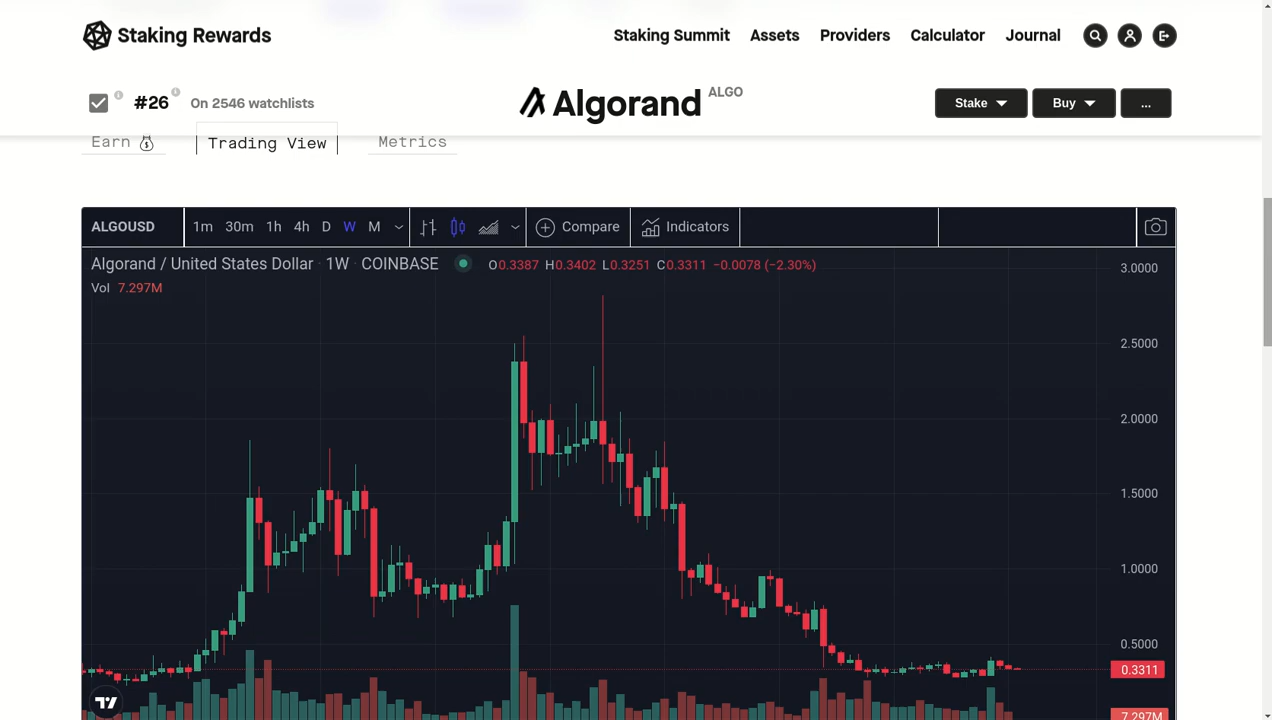 Staking Rewards
Staking Summit Assets Providers Calculator Journal
#26 On 2546 watchlists
Algorand ALGO
Stake Buy ...
Earn Trading View Metrics
ALGOUSD 1m 30m 1h 4h D W M Compare Indicators
Algorand / United States Dollar · 1W · COINBASE O0.3387 H0.3402 L0.3251 C0.3311 −0.0078 (−2.30%)
Vol 7.297M
3.0000
2.5000
2.0000
1.5000
1.0000
0.5000
0.3311
7.297M